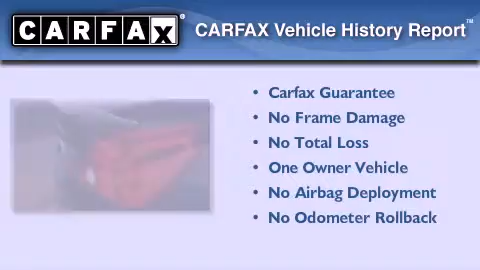 CARFAX® CARFAX Vehicle History Report™
• Carfax Guarantee
• No Frame Damage
• No Total Loss
• One Owner Vehicle
• No Airbag Deployment
• No Odometer Rollback